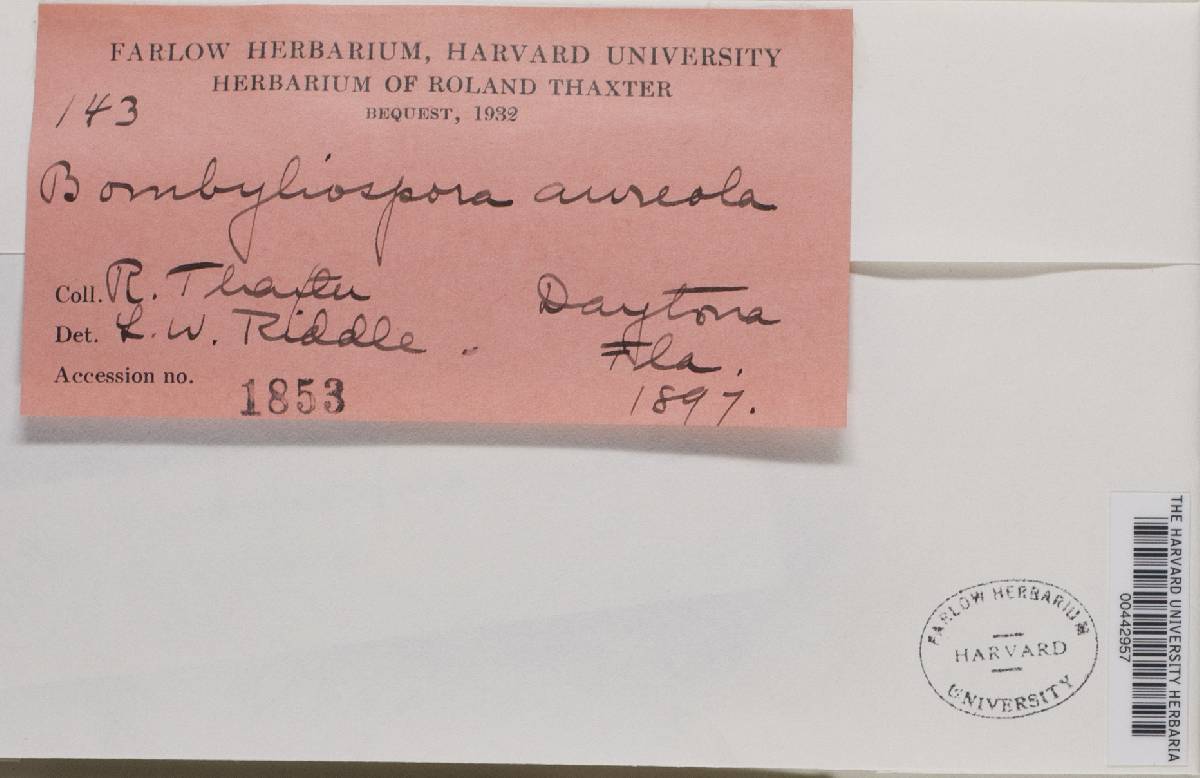 FARLOW HERBARIUM, HARVARD UNIVERSITY
HERBARIUM OF ROLAND THAXTER
BEQUEST, 1932
143
Bombyliospora aureola
Coll. R. Thaxter
Det. L. W. Riddle.
Daytona
Fla.
1897.
Accession no. 1853
FARLOW HERBARIUM
HARVARD
UNIVERSITY
THE HARVARD UNIVERSITY HERBARIA
00442957